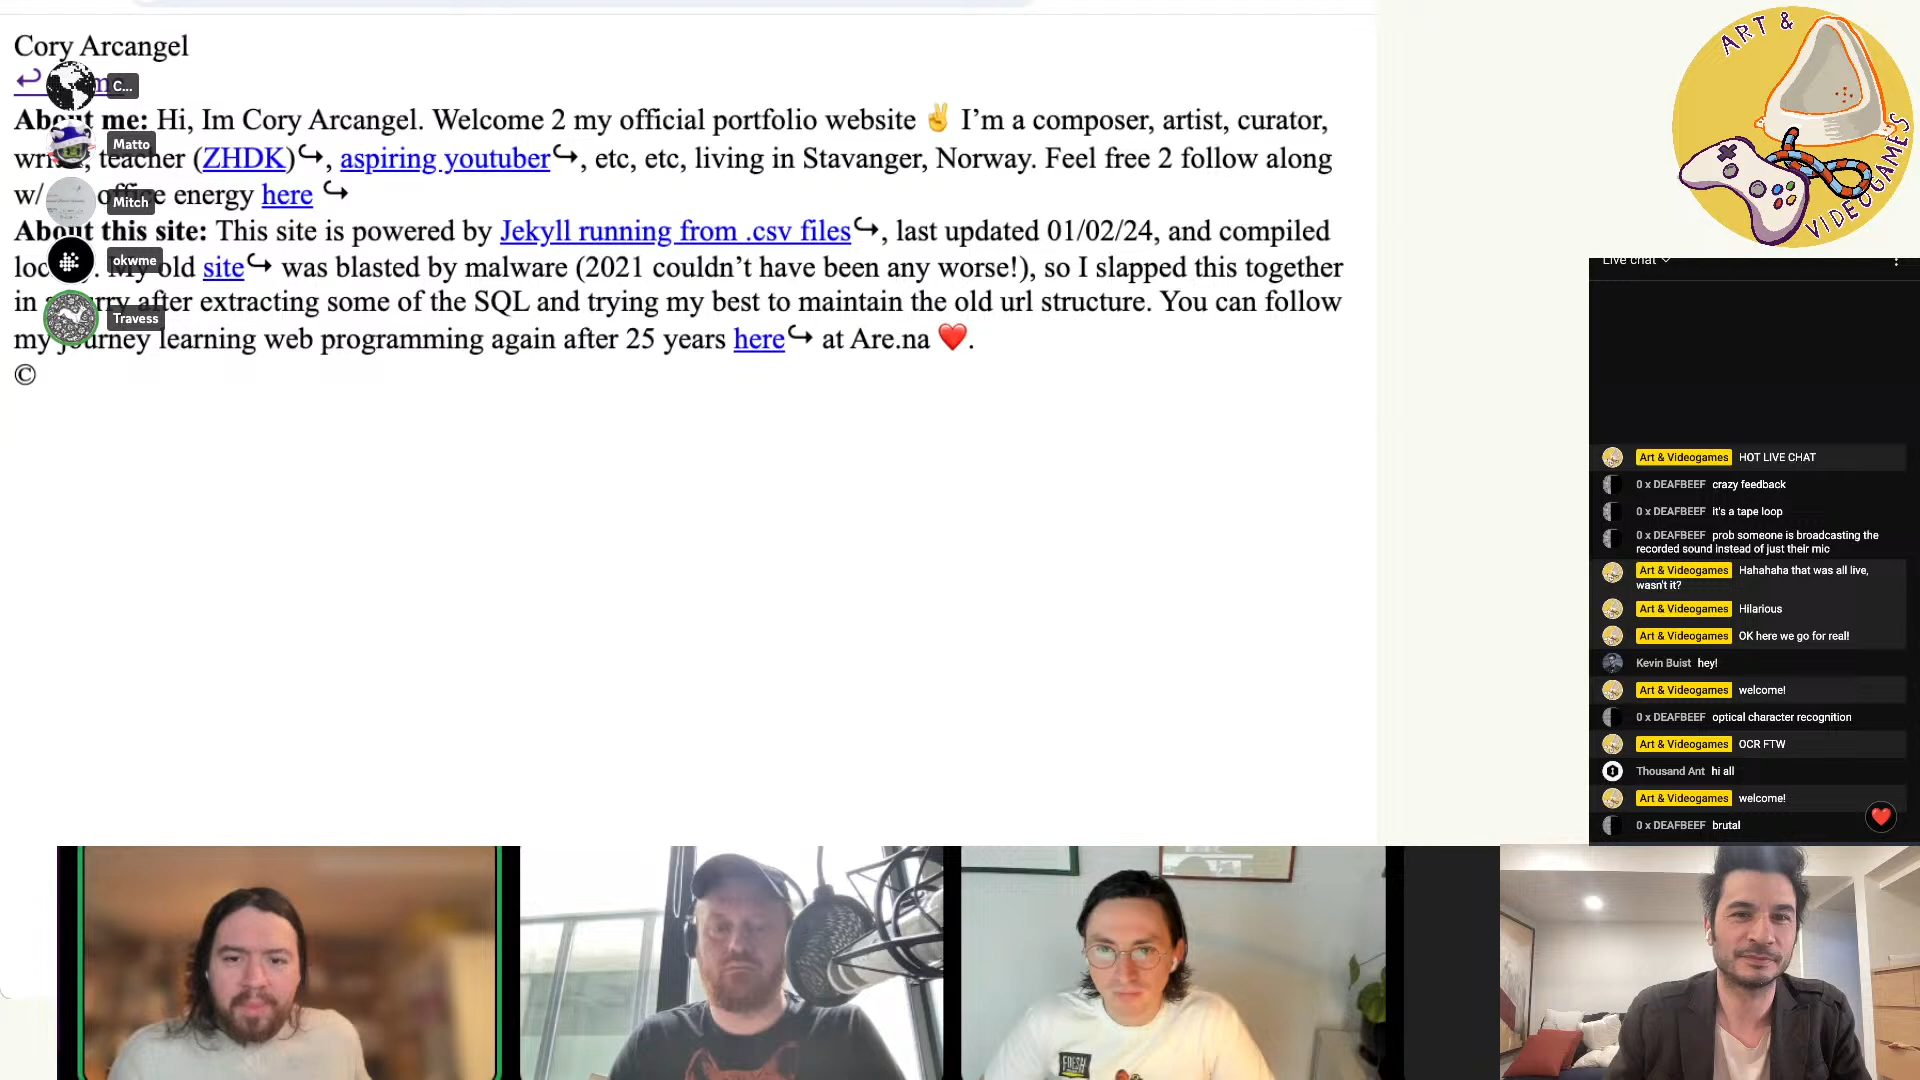 Cory Arcangel
C...
About me: Hi, Im Cory Arcangel. Welcome 2 my official portfolio website ✌️ I’m a composer, artist, curator,
Matto
teacher (ZHDK)↪, aspiring youtuber↪, etc, etc, living in Stavanger, Norway. Feel free 2 follow along
w/ office energy here ↪
Mitch
About this site: This site is powered by Jekyll running from .csv files↪, last updated 01/02/24, and compiled
okwme
old site↪ was blasted by malware (2021 couldn’t have been any worse!), so I slapped this together
in after extracting some of the SQL and trying my best to maintain the old url structure. You can follow
Travess
my journey learning web programming again after 25 years here↪ at Are.na ❤️.
©
ART &
VIDEOGAMES
Live chat
Art & Videogames HOT LIVE CHAT
0 x DEAFBEEF crazy feedback
0 x DEAFBEEF it's a tape loop
0 x DEAFBEEF prob someone is broadcasting the
recorded sound instead of just their mic
Art & Videogames Hahahaha that was all live,
wasn't it?
Art & Videogames Hilarious
Art & Videogames OK here we go for real!
Kevin Buist hey!
Art & Videogames welcome!
0 x DEAFBEEF optical character recognition
Art & Videogames OCR FTW
Thousand Ant hi all
Art & Videogames welcome!
0 x DEAFBEEF brutal
FRESH